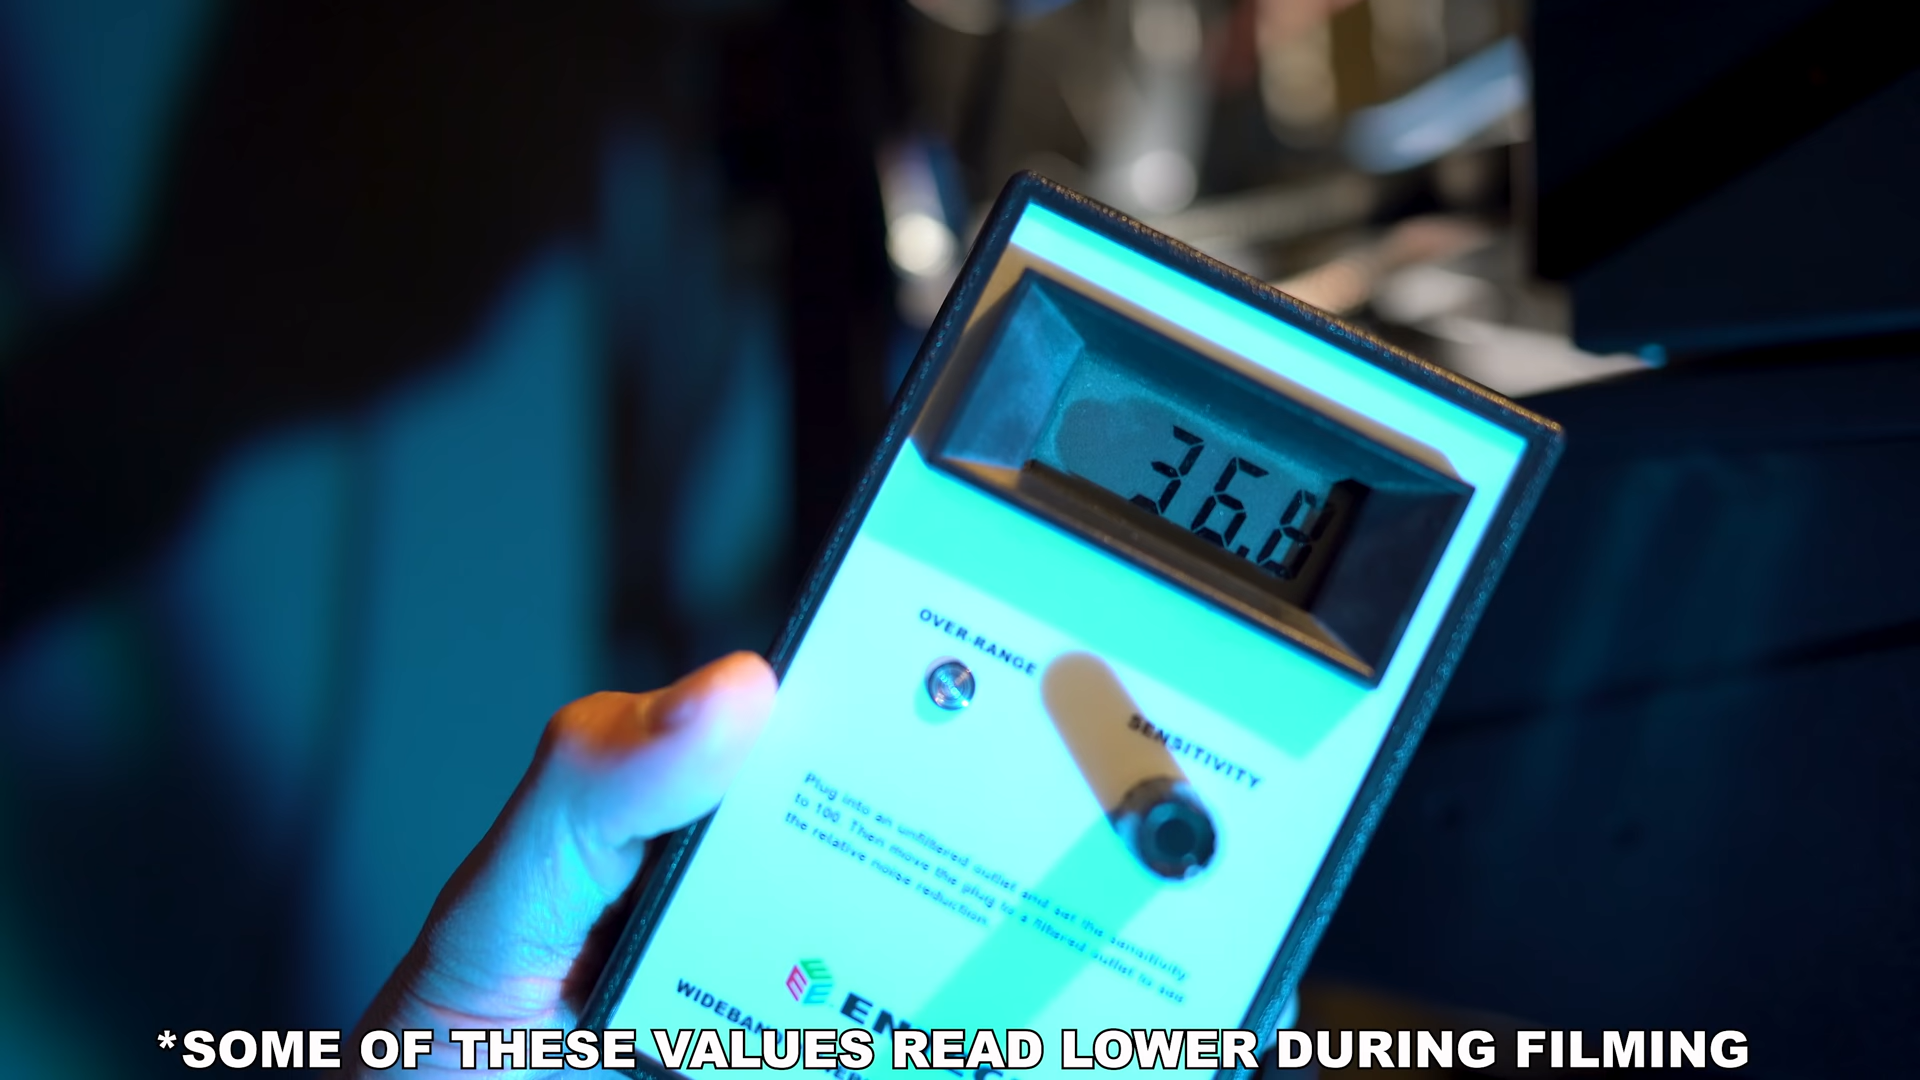 36.8
OVER-RANGE
SENSITIVITY
Plug into an unfiltered outlet and set the sensitivity
to 100. Then move the plug to a filtered outlet to see
the relative noise reduction.
*SOME OF THESE VALUES READ LOWER DURING FILMING